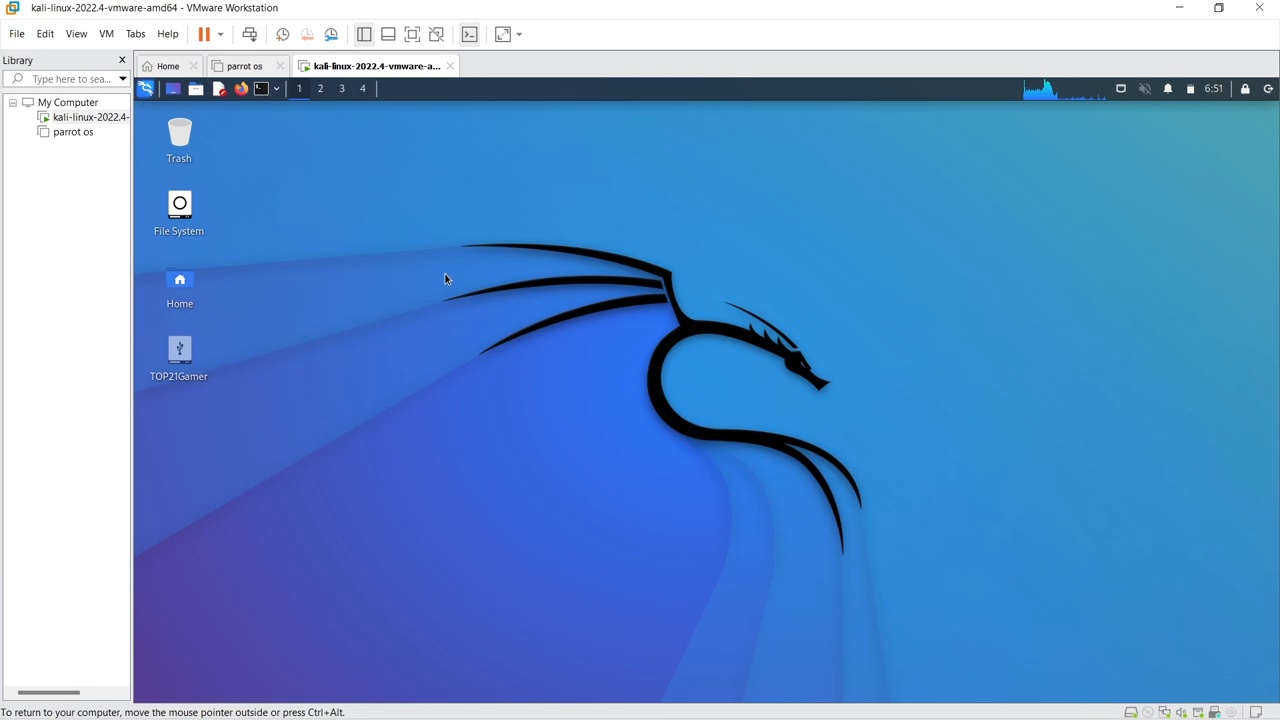 kali-linux-2022.4-vmware-amd64 - VMware Workstation
File Edit View VM Tabs Help
Library
Type here to sea...
Home
parrot os
kali-linux-2022.4-vmware-a...
1 2 3 4
6:51
My Computer
kali-linux-2022.4-
parrot os
Trash
File System
Home
TOP21Gamer
To return to your computer, move the mouse pointer outside or press Ctrl+Alt.